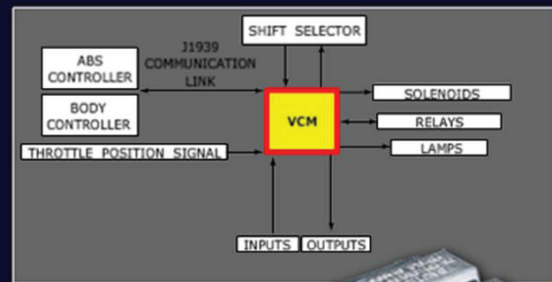 SHIFT SELECTOR
J1939
COMMUNICATION
LINK
ABS
CONTROLLER
BODY
CONTROLLER
THROTTLE POSITION SIGNAL
VCM
SOLENOIDS
RELAYS
LAMPS
INPUTS
OUTPUTS